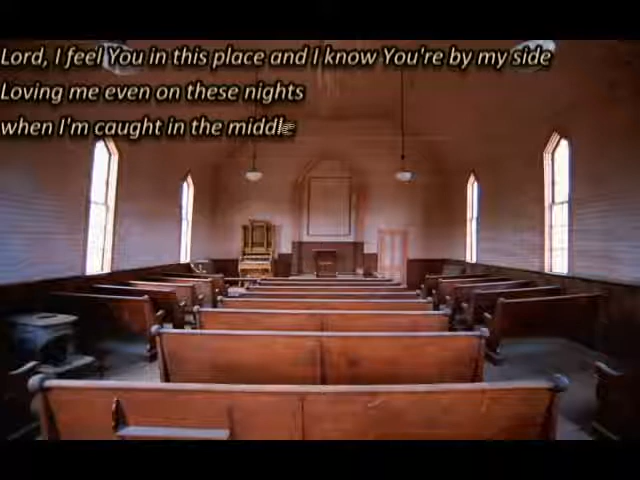 Lord, I feel You in this place and I know You're by my side
Loving me even on these nights
when I'm caught in the middle